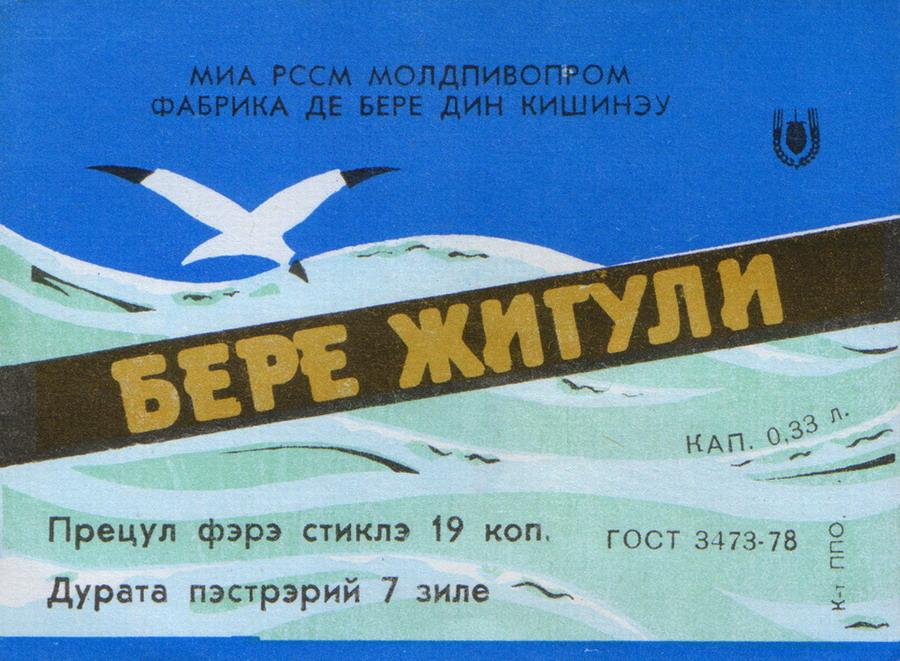 МИА РССМ МОЛДПИВОПРОМ
ФАБРИКА ДЕ БЕРЕ ДИН КИШИНЭУ
БЕРЕ ЖИГУЛИ
КАП. 0,33 л.
Прецул фэрэ стиклэ 19 коп.
ГОСТ 3473-78
Дурата пэстрэрий 7 зиле
К-т ППО.